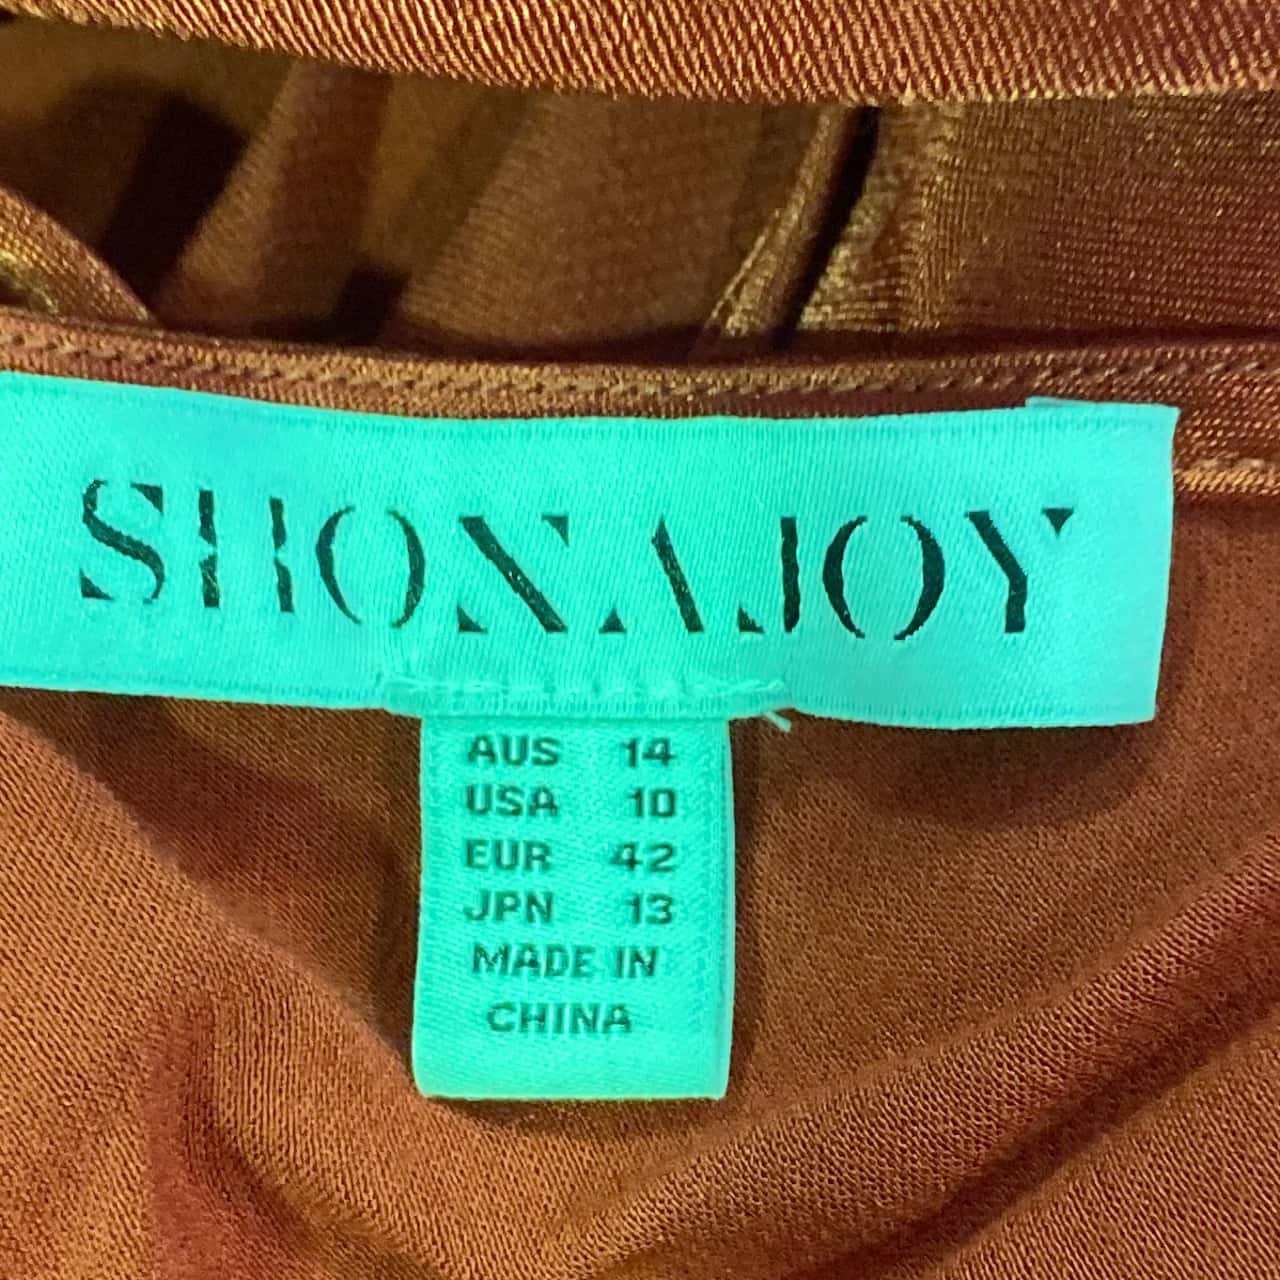 SHONA JOY
AUS 14
USA 10
EUR 42
JPN 13
MADE IN
CHINA